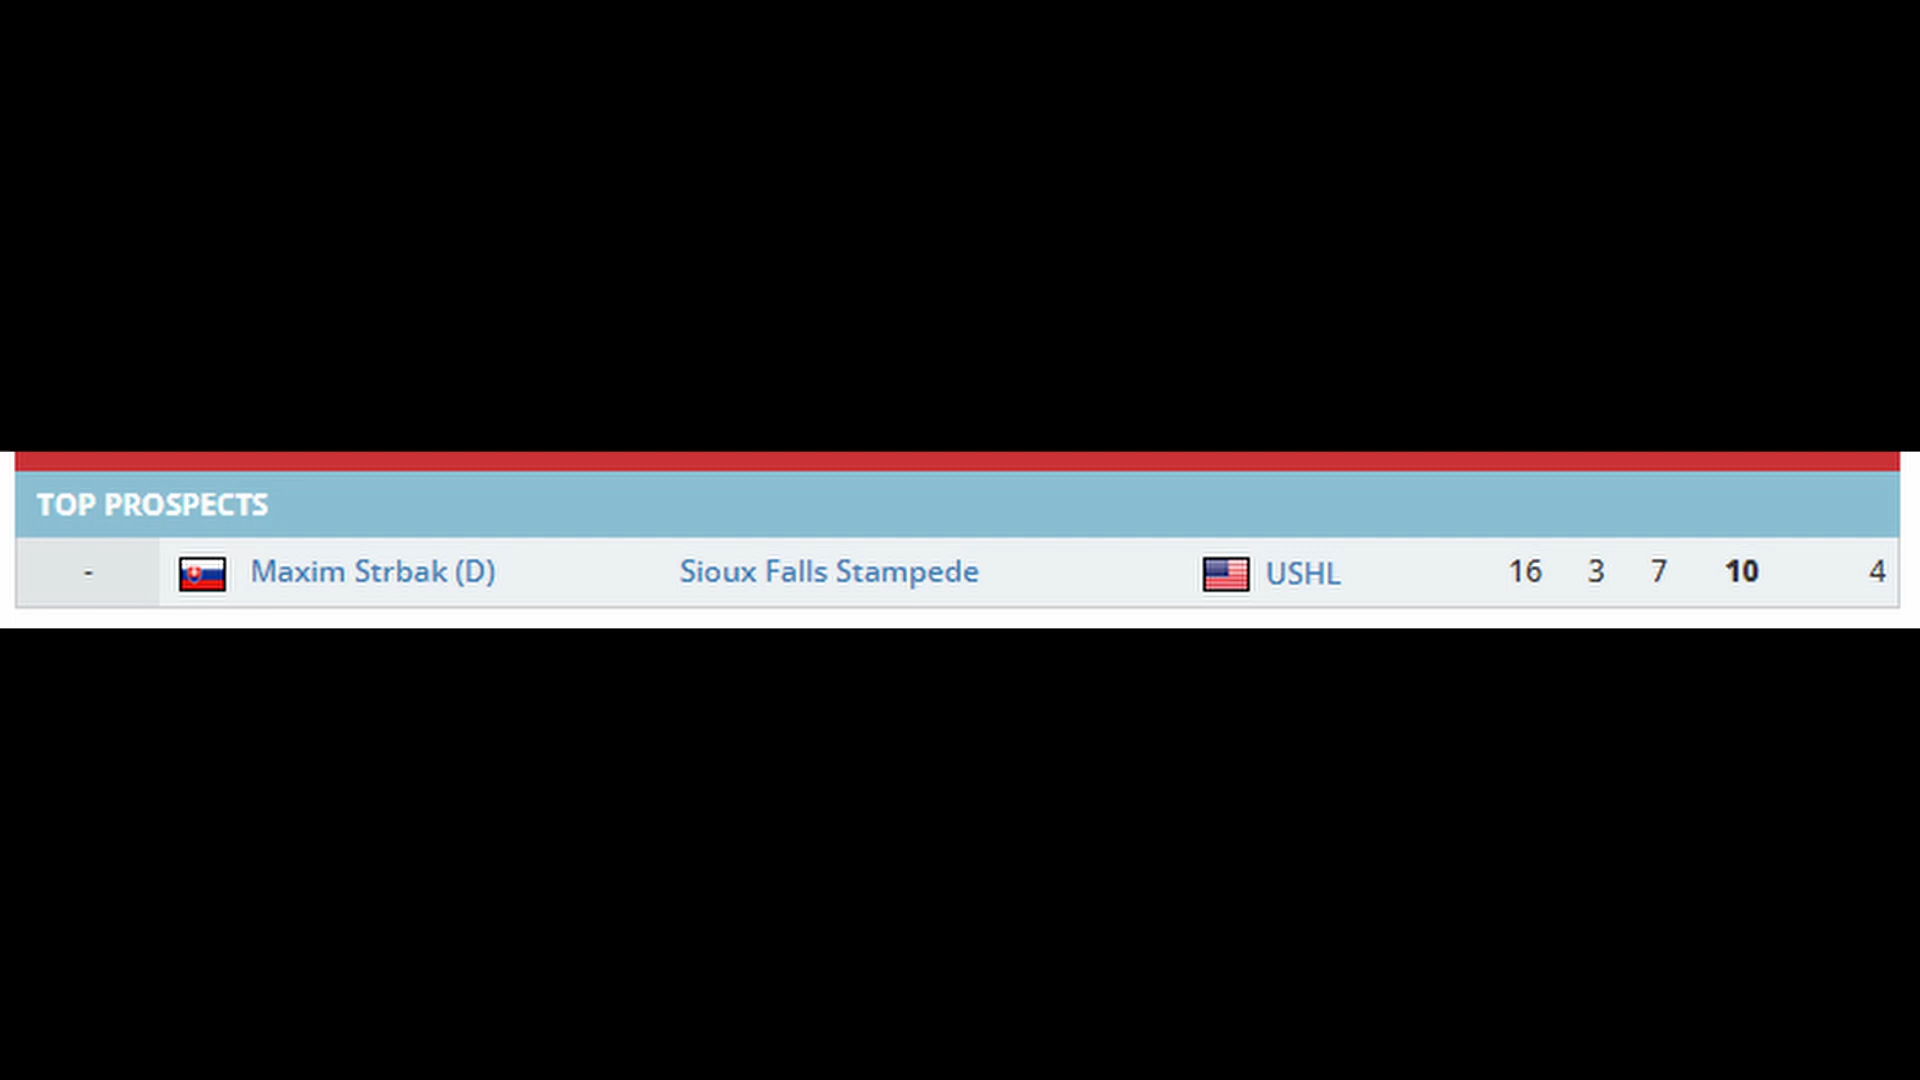 TOP PROSPECTS
- Maxim Strbak (D) Sioux Falls Stampede USHL 16 3 7 10 4